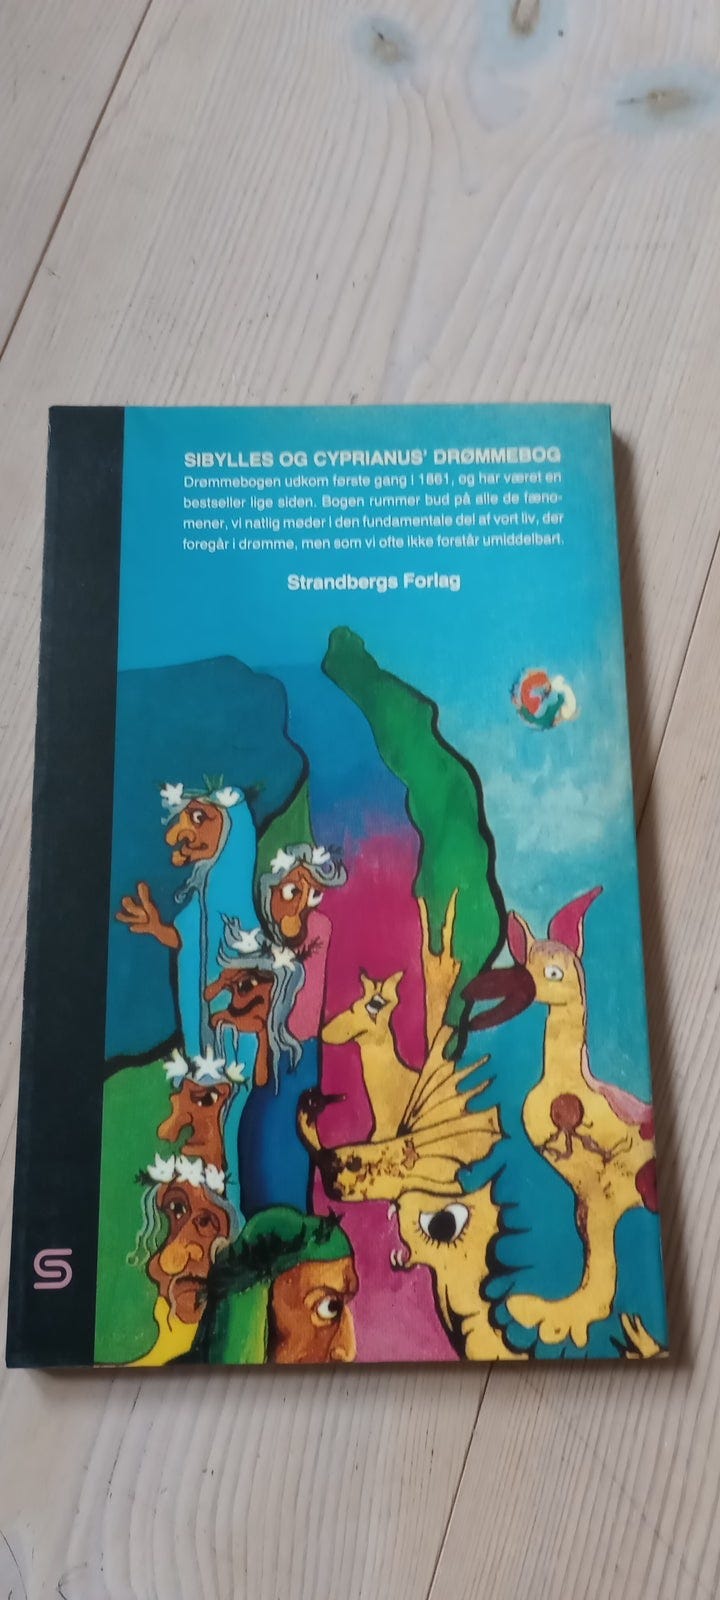 SIBYLLES OG CYPRIANUS' DRØMMEBOG
Drømmebogen udkom første gang i 1861, og har været en
bestseller lige siden. Bogen rummer bud på alle de fæno-
mener, vi natlig møder i den fundamentale del af vort liv, der
foregår i drømme, men som vi ofte ikke forstår umiddelbart.
Strandbergs Forlag
S